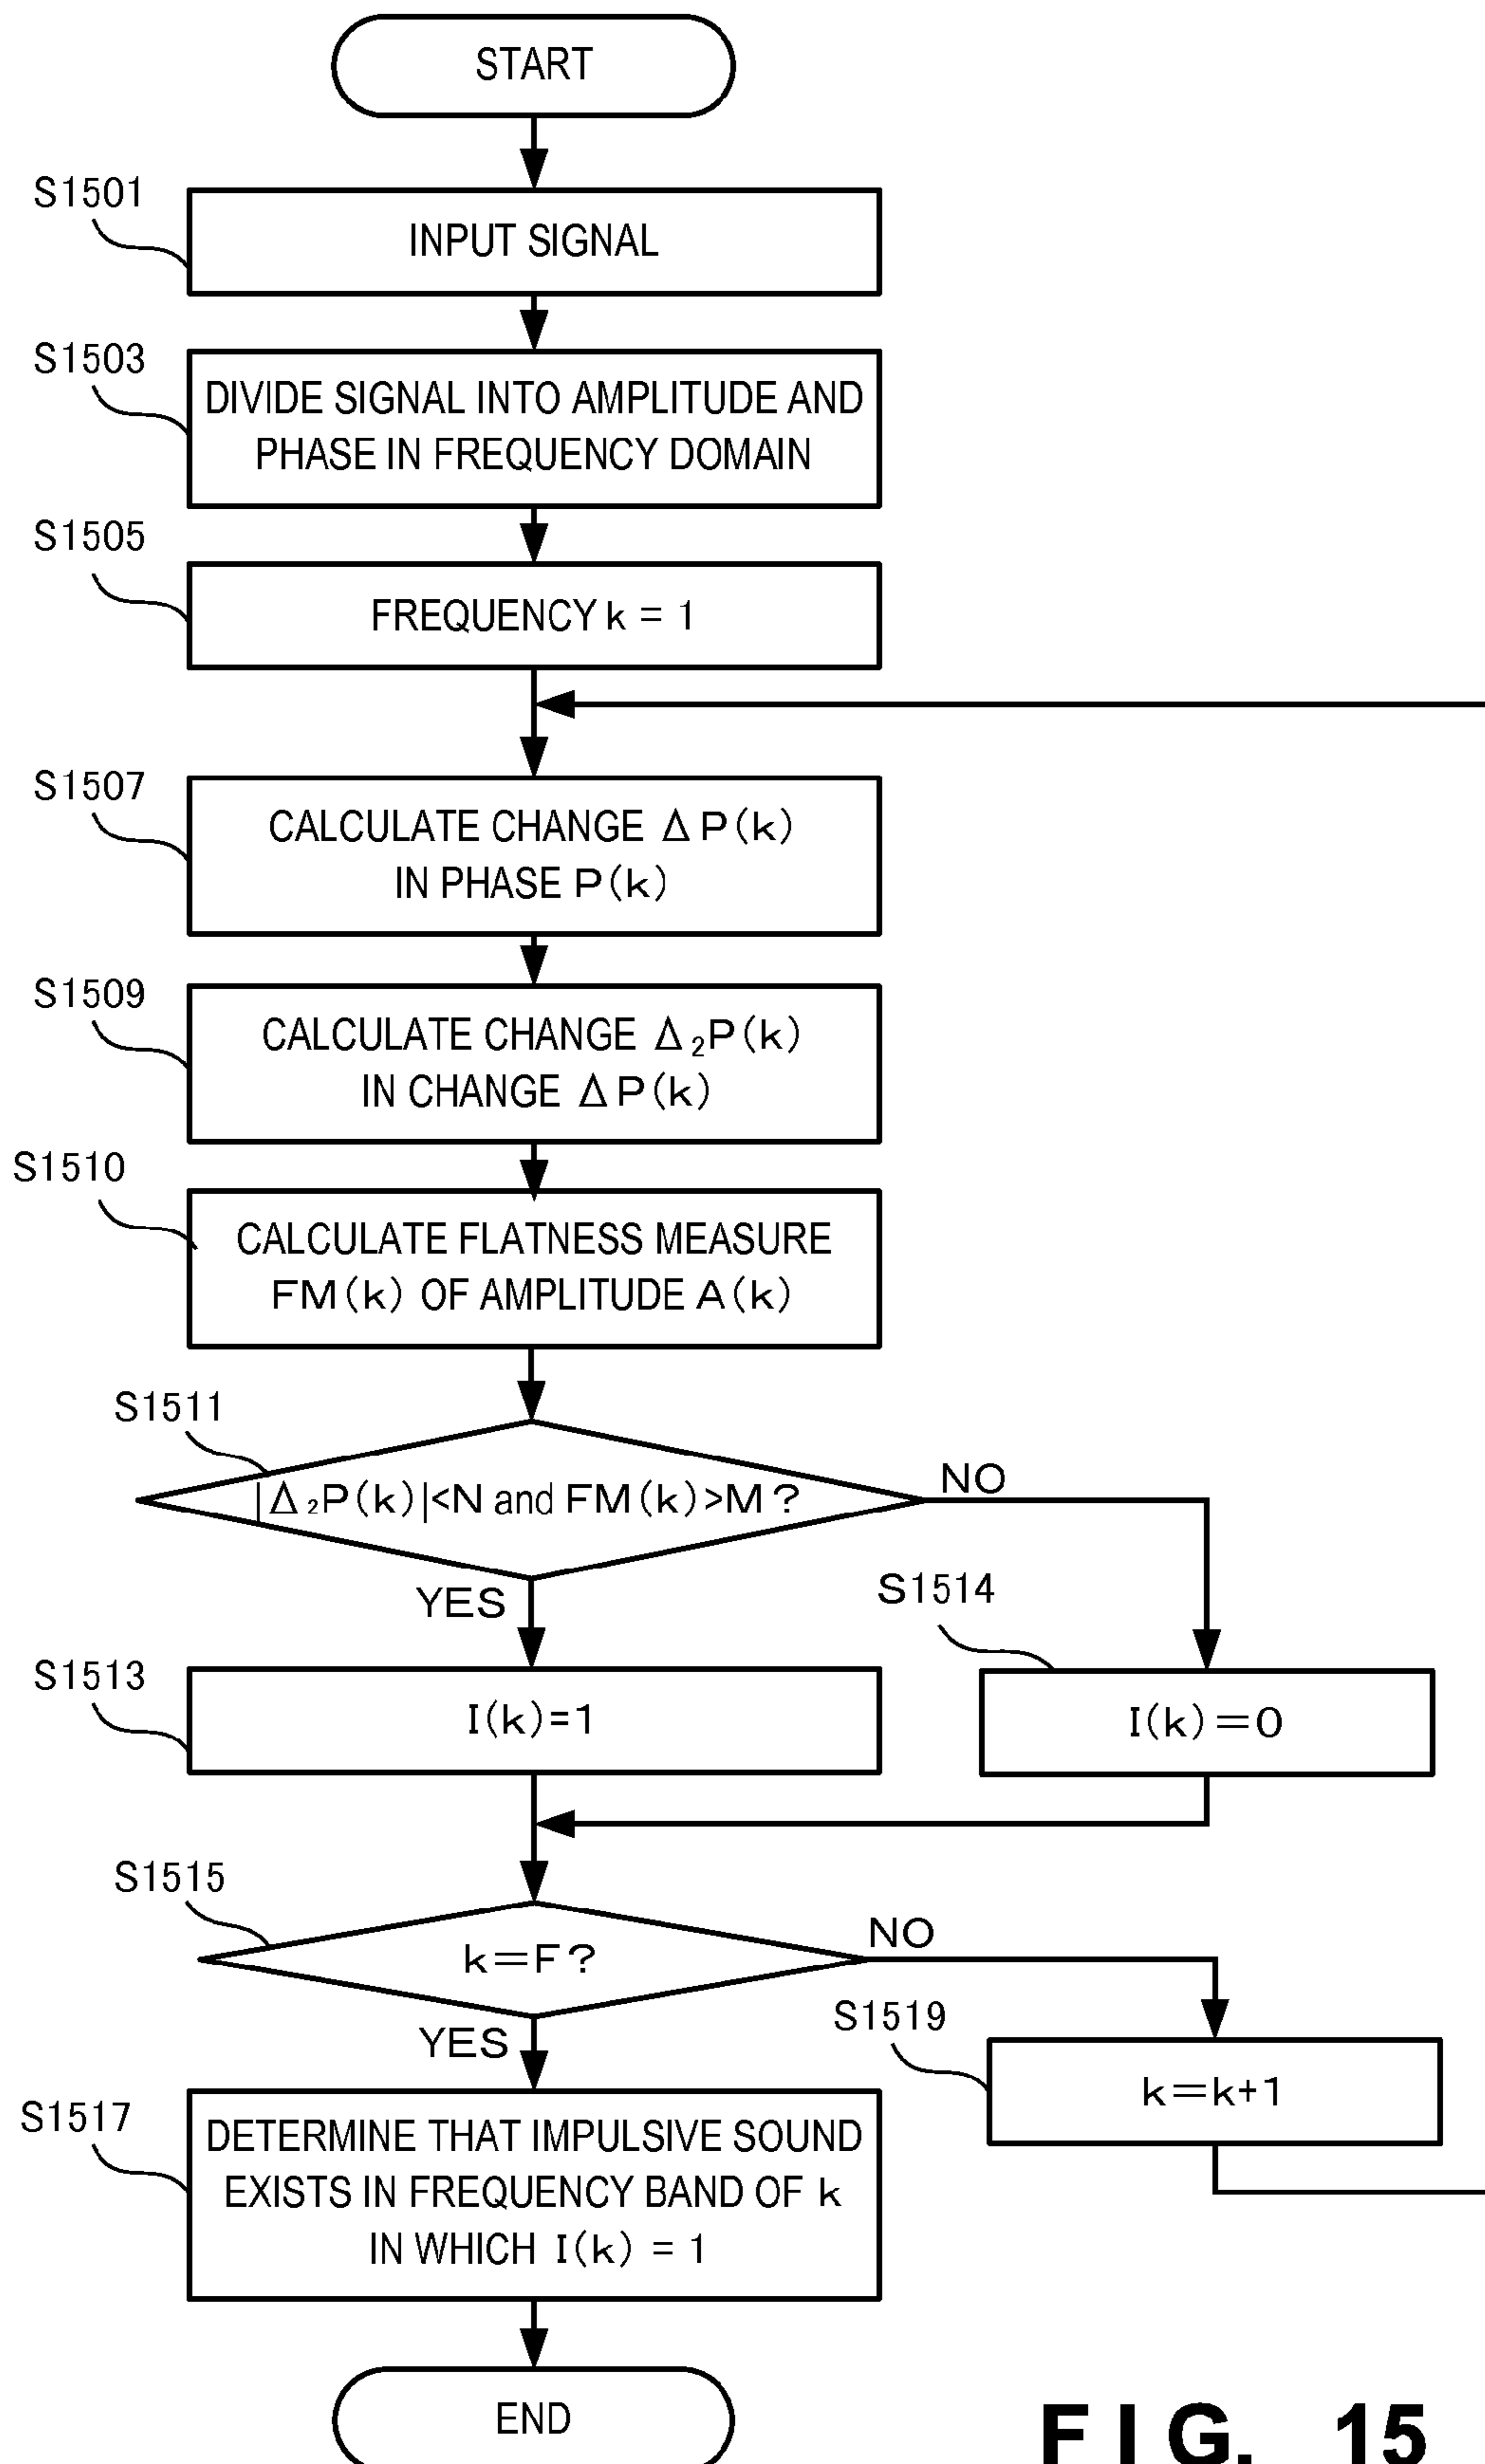 START
S1501
INPUT SIGNAL
S1503
DIVIDE SIGNAL INTO AMPLITUDE AND
PHASE IN FREQUENCY DOMAIN
S1505
FREQUENCY k = 1
S1507
CALCULATE CHANGE ΔP(k)
IN PHASE P(k)
S1509
CALCULATE CHANGE Δ₂P(k)
IN CHANGE ΔP(k)
S1510
CALCULATE FLATNESS MEASURE
FM(k) OF AMPLITUDE A(k)
S1511
|Δ₂P(k)|<N and FM(k)>M?
NO
YES
S1514
S1513
I(k)=1
I(k)=0
S1515
k=F?
NO
YES
S1519
k=k+1
S1517
DETERMINE THAT IMPULSIVE SOUND
EXISTS IN FREQUENCY BAND OF k
IN WHICH I(k) = 1
END
FIG. 15